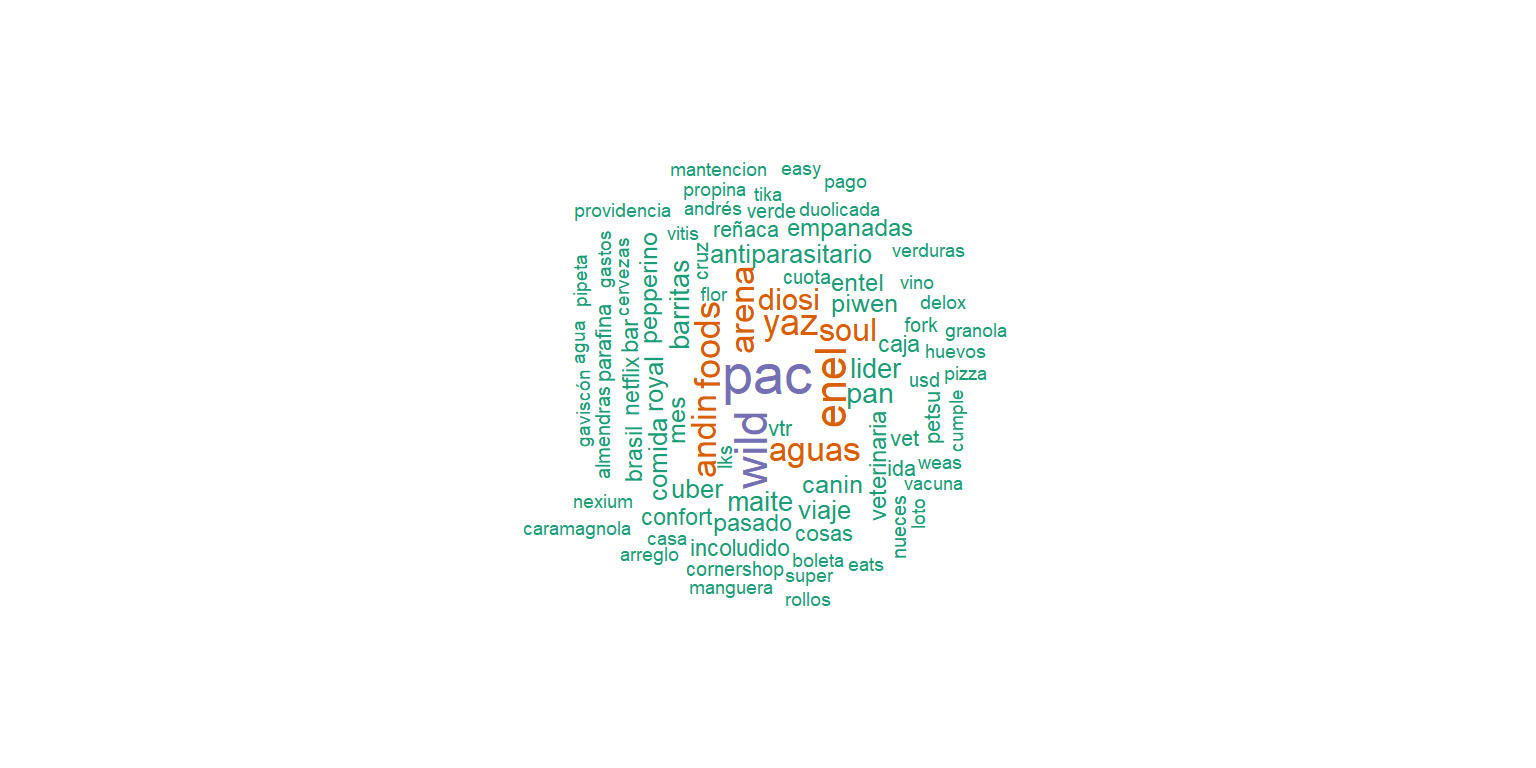 mantencion
easy
pago
propina
tika
providencia
andrés
verde
duolicada
vitis
reñaca
empanadas
cruz
antiparasitario
verduras
pipeta
gastos
cervezas
pepperino
barritas
flor
arena
cuota
entel
vino
diosi
piwen
delox
yaz
soul
fork
granola
agua
parafina
bar
foods
caja
huevos
pac
enel
lider
usd
pizza
gaviscón
almendras
netflix
royal
mes
andin
pan
petsu
cumple
brasil
comida
lks
wild
vtr
aguas
veterinaria
vet
ida
weas
vacuna
uber
maite
canin
nexium
viaje
nueces
loto
caramagnola
confort
pasado
cosas
casa
arreglo
incoludido
boleta
eats
cornershop
super
manguera
rollos